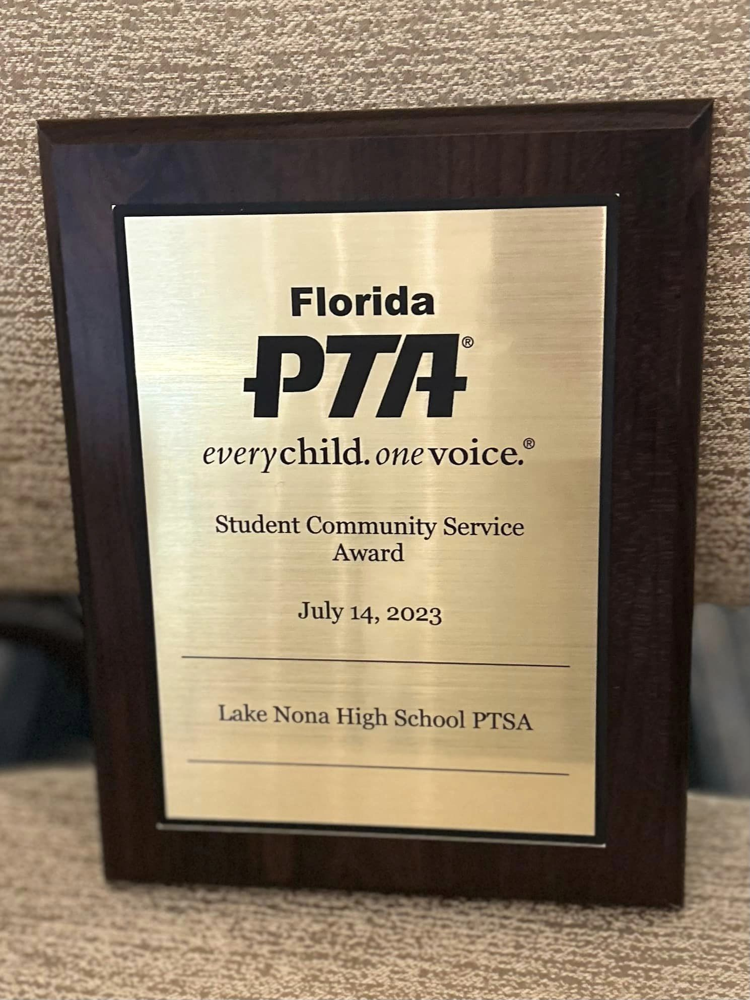 Florida
PTA®
everychild. onevoice.®
Student Community Service
Award
July 14, 2023
Lake Nona High School PTSA